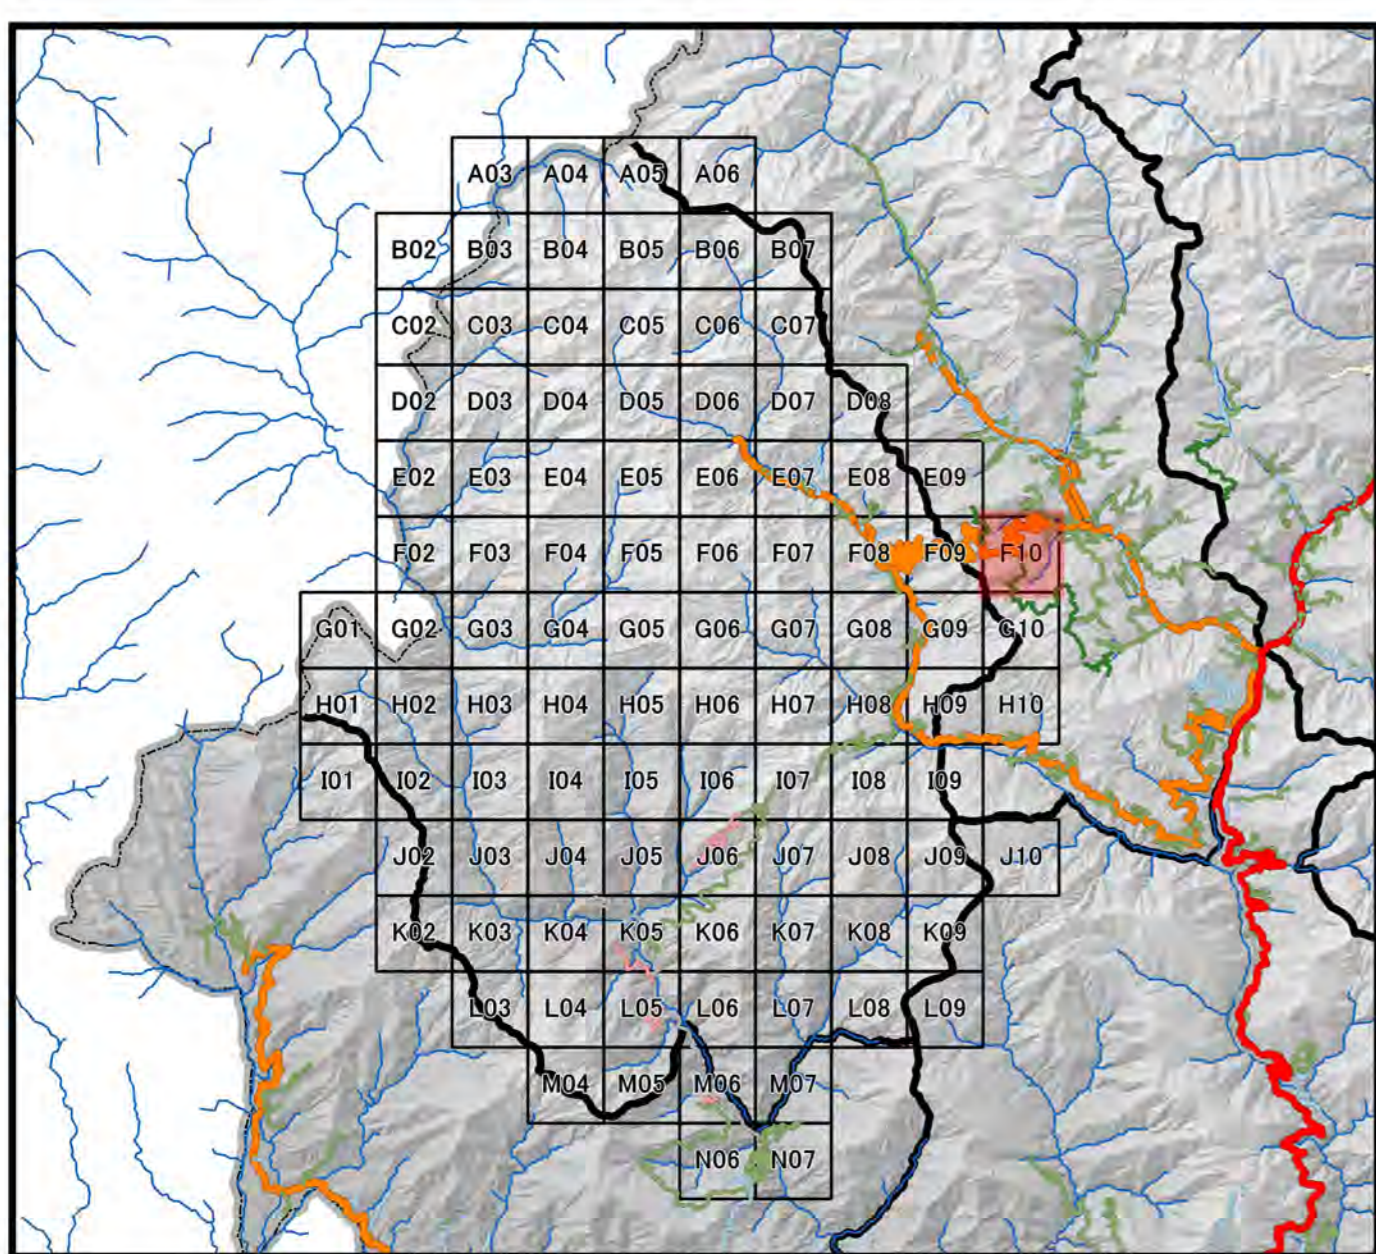 A03 A04 A05 A06
B02 B03 B04 B05 B06 B07
C02 C03 C04 C05 C06 C07
D02 D03 D04 D05 D06 D07 D08
E02 E03 E04 E05 E06 E07 E08 E09
F02 F03 F04 F05 F06 F07 F08 F09 F10
G01 G02 G03 G04 G05 G06 G07 G08 G09 G10
H01 H02 H03 H04 H05 H06 H07 H08 H09 H10
I01 I02 I03 I04 I05 I06 I07 I08 I09
J02 J03 J04 J05 J06 J07 J08 J09 J10
K02 K03 K04 K05 K06 K07 K08 K09
L03 L04 L05 L06 L07 L08 L09
M04 M05 M06 M07
N06 N07